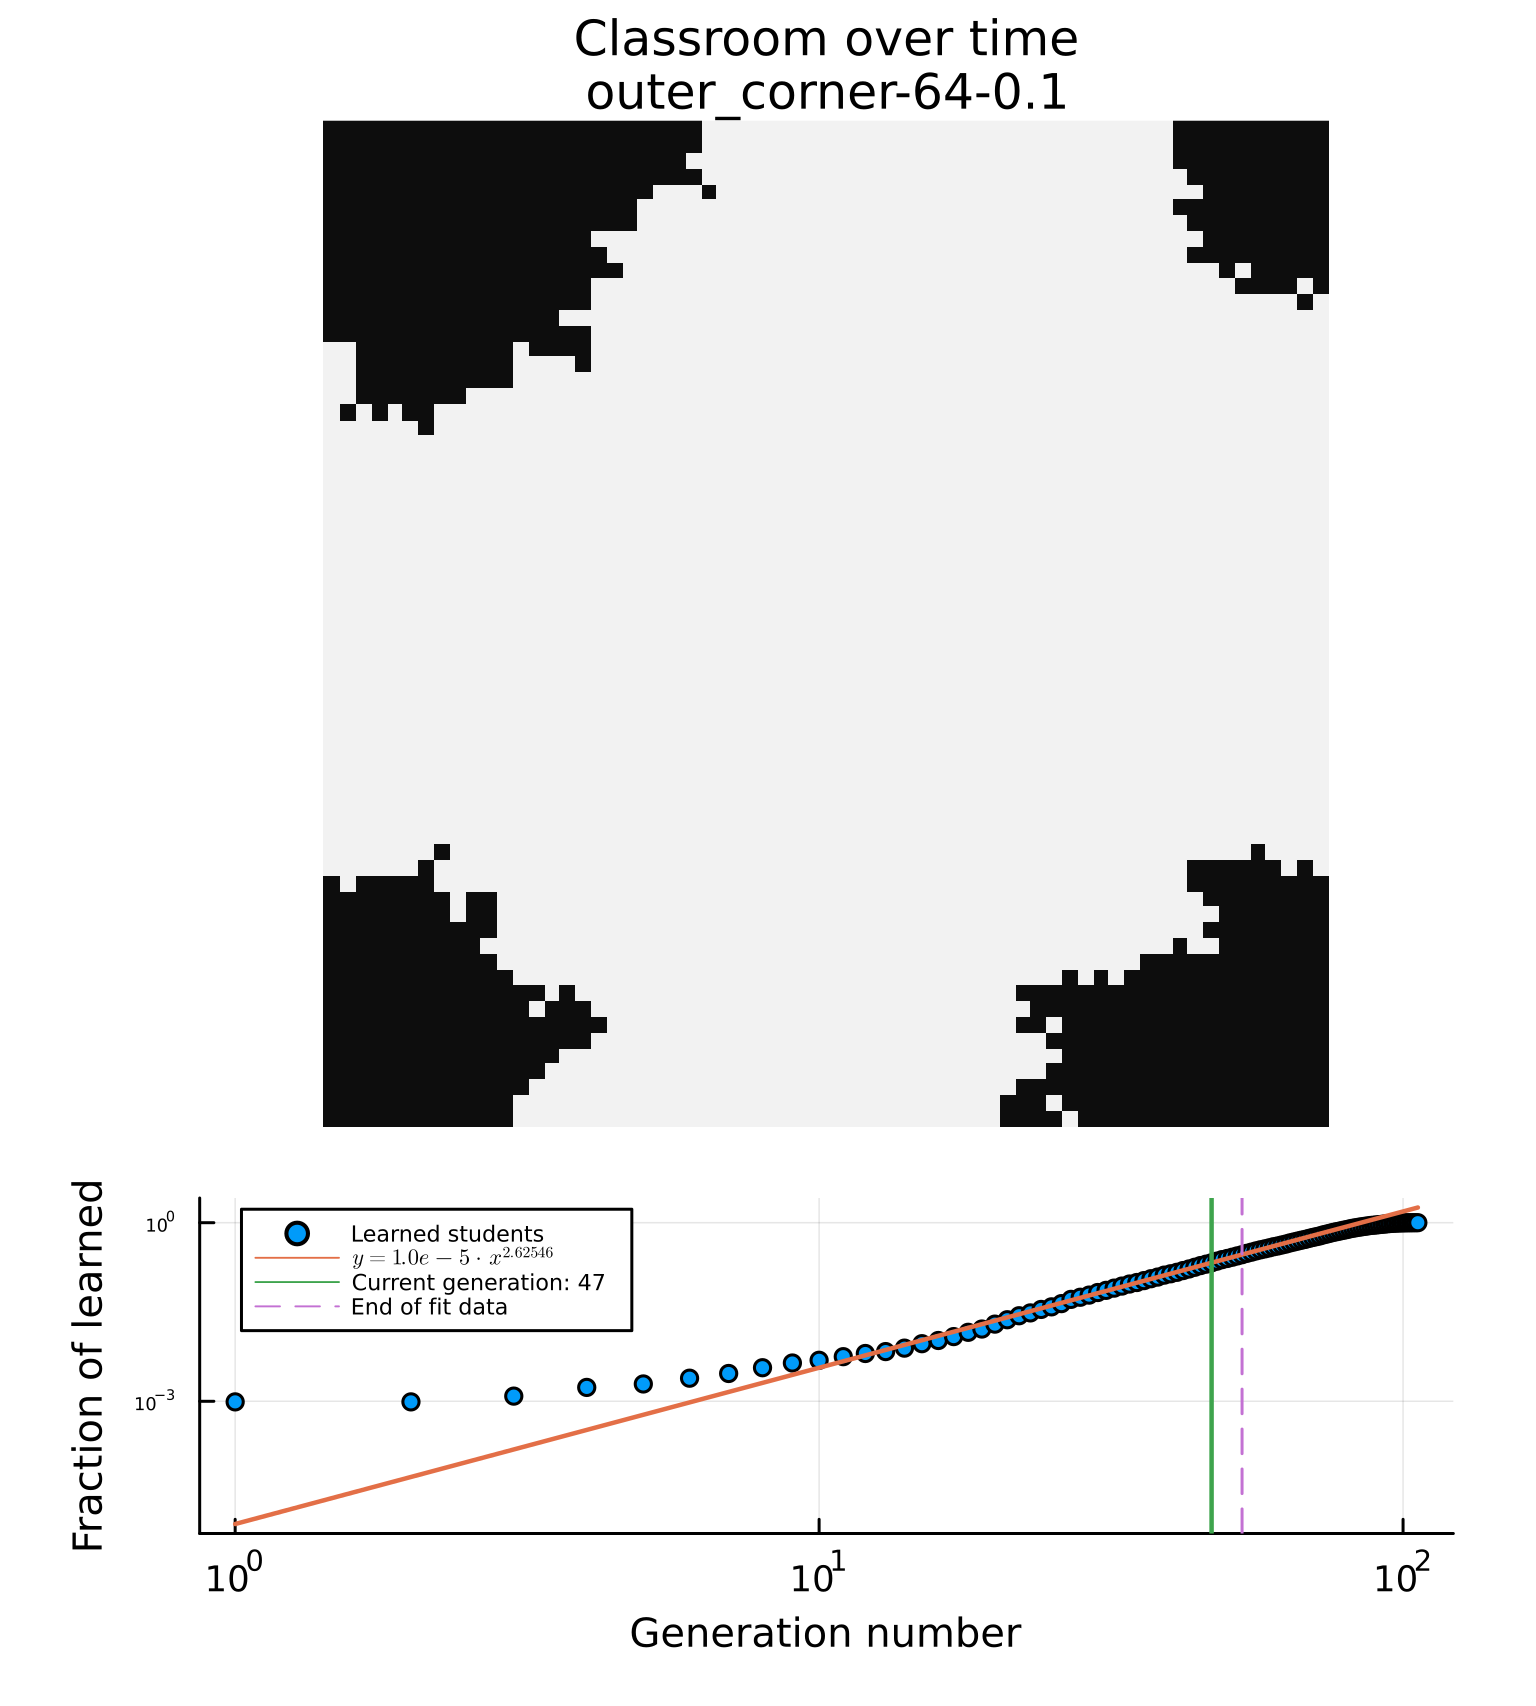 Classroom over time
outer_corner-64-0.1
Fraction of learned
10^0
10^-3
Learned students
y = 1.0e - 5 · x^2.62546
Current generation: 47
End of fit data
10^0
10^1
10^2
Generation number